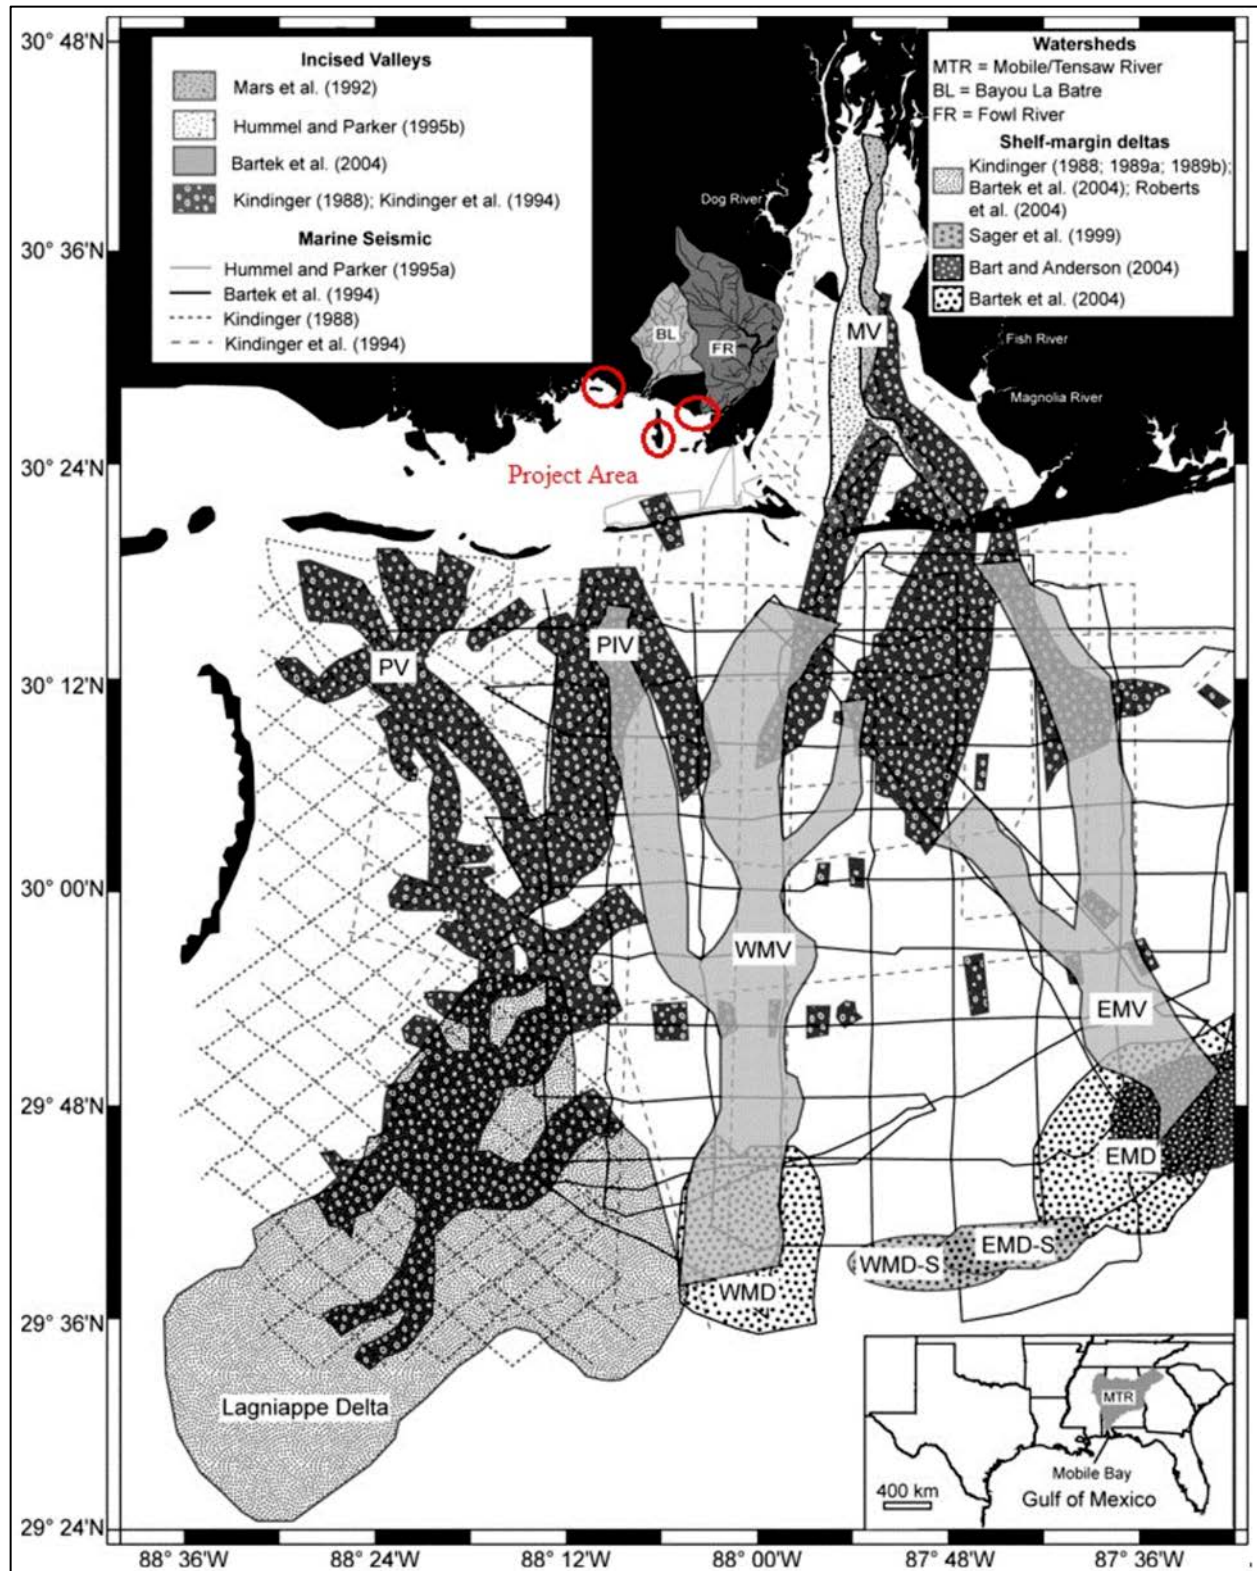 30° 48'N
30° 36'N
30° 24'N
30° 12'N
30° 00'N
29° 48'N
29° 36'N
29° 24'N
Incised Valleys
Mars et al. (1992)
Hummel and Parker (1995b)
Bartek et al. (2004)
Kindinger (1988); Kindinger et al. (1994)
Marine Seismic
Hummel and Parker (1995a)
Bartek et al. (1994)
Kindinger (1988)
Kindinger et al. (1994)
Watersheds
MTR = Mobile/Tensaw River
BL = Bayou La Batre
FR = Fowl River
Shelf-margin deltas
Kindinger (1988; 1989a; 1989b);
Bartek et al. (2004); Roberts
et al. (2004)
Sager et al. (1999)
Bart and Anderson (2004)
Bartek et al. (2004)
Dog River
BL
FR
MV
Fish River
Magnolia River
Project Area
PV
PIV
WMV
EMV
EMD
EMD-S
WMD-S
WMD
Lagniappe Delta
MTR
Mobile Bay
400 km
Gulf of Mexico
88° 36'W
88° 24'W
88° 12'W
88° 00'W
87° 48'W
87° 36'W